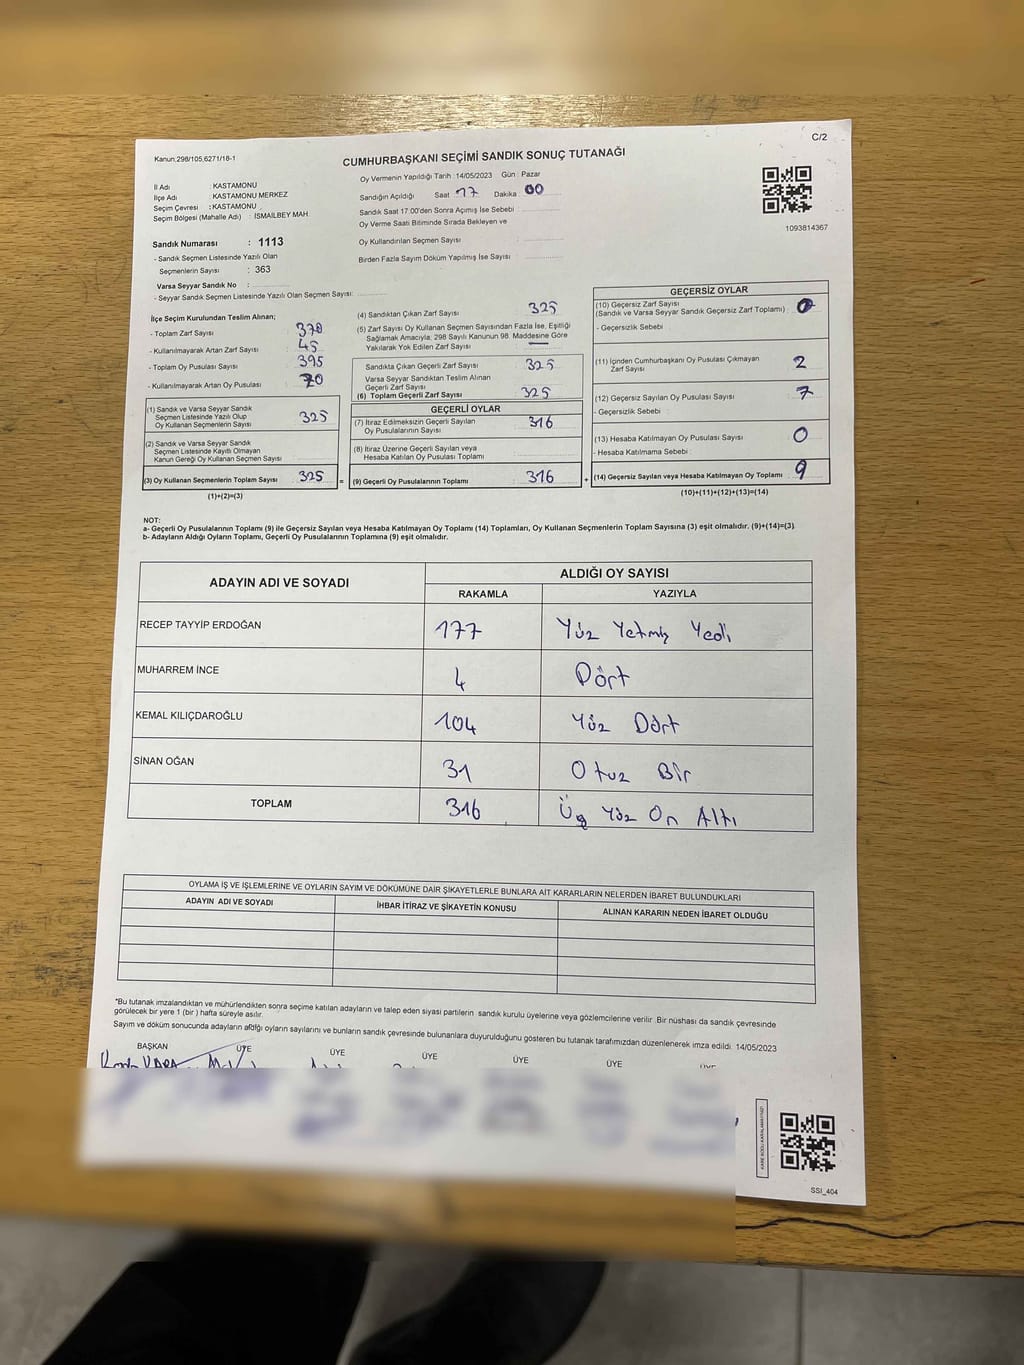 C/2
Kanun,298/105,6271/18-1
CUMHURBAŞKANI SEÇİMİ SANDIK SONUÇ TUTANAĞI
İl Adı : KASTAMONU
İlçe Adı : KASTAMONU MERKEZ
Seçim Çevresi : KASTAMONU
Seçim Bölgesi (Mahalle Adı) : İSMAİLBEY MAH
Oy Vermenin Yapıldığı Tarih :14/05/2023 Gün : Pazar
Sandığın Açıldığı Saat 17 Dakika 00
Sandık Saat 17.00'den Sonra Açımış İse Sebebi :
Oy Verme Saati Bitiminde Sırada Bekleyen ve
Oy Kullandırılan Seçmen Sayısı :
Birden Fazla Sayım Döküm Yapılmış İse Sayısı :
1093814367
Sandık Numarası : 1113
- Sandık Seçmen Listesinde Yazılı Olan
Seçmenlerin Sayısı : 363
Varsa Seyyar Sandık No :
- Seyyar Sandık Seçmen Listesinde Yazılı Olan Seçmen Sayısı:
İlçe Seçim Kurulundan Teslim Alınan;
- Toplam Zarf Sayısı : 370
- Kullanılmayarak Artan Zarf Sayısı : 45
- Toplam Oy Pusulası Sayısı : 395
- Kullanılmayarak Artan Oy Pusulası : 70
(1) Sandık ve Varsa Seyyar Sandık
Seçmen Listesinde Yazılı Olup
Oy Kullanan Seçmenlerin Sayısı : 325
(2) Sandık ve Varsa Seyyar Sandık
Seçmen Listesinde Kayıtlı Olmayan
Kanun Gereği Oy Kullanan Seçmen Sayısı :
(3) Oy Kullanan Seçmenlerin Toplam Sayısı : 325
(1)+(2)=(3)
(4) Sandıktan Çıkan Zarf Sayısı : 325
(5) Zarf Sayısı Oy Kullanan Seçmen Sayısından Fazla İse, Eşitliği
Sağlamak Amacıyla; 298 Sayılı Kanunun 98. Maddesine Göre
Yakılarak Yok Edilen Zarf Sayısı : —
Sandıkta Çıkan Geçerli Zarf Sayısı : 325
Varsa Seyyar Sandıktan Teslim Alınan
Geçerli Zarf Sayısı
(6) Toplam Geçerli Zarf Sayısı : 325
GEÇERLİ OYLAR
(7) İtiraz Edilmeksizin Geçerli Sayılan
Oy Pusulalarının Sayısı : 316
(8) İtiraz Üzerine Geçerli Sayılan veya
Hesaba Katılan Oy Pusulası Toplamı :
= (9) Geçerli Oy Pusulalarının Toplamı : 316
GEÇERSİZ OYLAR
(10) Geçersiz Zarf Sayısı
(Sandık ve Varsa Seyyar Sandık Geçersiz Zarf Toplamı) :
- Geçersizlik Sebebi :
(11) İçinden Cumhurbaşkanı Oy Pusulası Çıkmayan
Zarf Sayısı : 2
(12) Geçersiz Sayılan Oy Pusulası Sayısı : 7
- Geçersizlik Sebebi :
(13) Hesaba Katılmayan Oy Pusulası Sayısı : 0
- Hesaba Katılmama Sebebi :
+ (14) Geçersiz Sayılan veya Hesaba Katılmayan Oy Toplamı : 9
(10)+(11)+(12)+(13)=(14)
NOT:
a- Geçerli Oy Pusulalarının Toplamı (9) ile Geçersiz Sayılan veya Hesaba Katılmayan Oy Toplamı (14) Toplamları, Oy Kullanan Seçmenlerin Toplam Sayısına (3) eşit olmalıdır. (9)+(14)=(3)
b- Adayların Aldığı Oyların Toplamı, Geçerli Oy Pusulalarının Toplamına (9) eşit olmalıdır.
ADAYIN ADI VE SOYADI ALDIĞI OY SAYISI
RAKAMLA YAZIYLA
RECEP TAYYİP ERDOĞAN 177 Yüz Yetmiş Yedi
MUHARREM İNCE 4 Dört
KEMAL KILIÇDAROĞLU 104 Yüz Dört
SİNAN OĞAN 31 Otuz Bir
TOPLAM 316 Üç Yüz On Altı
OYLAMA İŞ VE İŞLEMLERİNE VE OYLARIN SAYIM VE DÖKÜMÜNE DAİR ŞİKAYETLERLE BUNLARA AİT KARARLARIN NELERDEN İBARET BULUNDUKLARI
ADAYIN ADI VE SOYADI İHBAR İTİRAZ VE ŞİKAYETİN KONUSU ALINAN KARARIN NEDEN İBARET OLDUĞU
*Bu tutanak imzalandıktan ve mühürlendikten sonra seçime katılan adayların ve talep eden siyasi partilerin sandık kurulu üyelerine veya gözlemcilerine verilir .Bir nüshası da sandık çevresinde
görülecek bir yere 1 (bir ) hafta süreyle asılır.
Sayım ve döküm sonucunda adayların aldığı oyların sayılarını ve bunların sandık çevresinde bulunanlara duyurulduğunu gösteren bu tutanak tarafımızdan düzenlenerek imza edildi. 14/05/2023
BAŞKAN ÜYE ÜYE ÜYE ÜYE ÜYE ÜYE
SSI_404